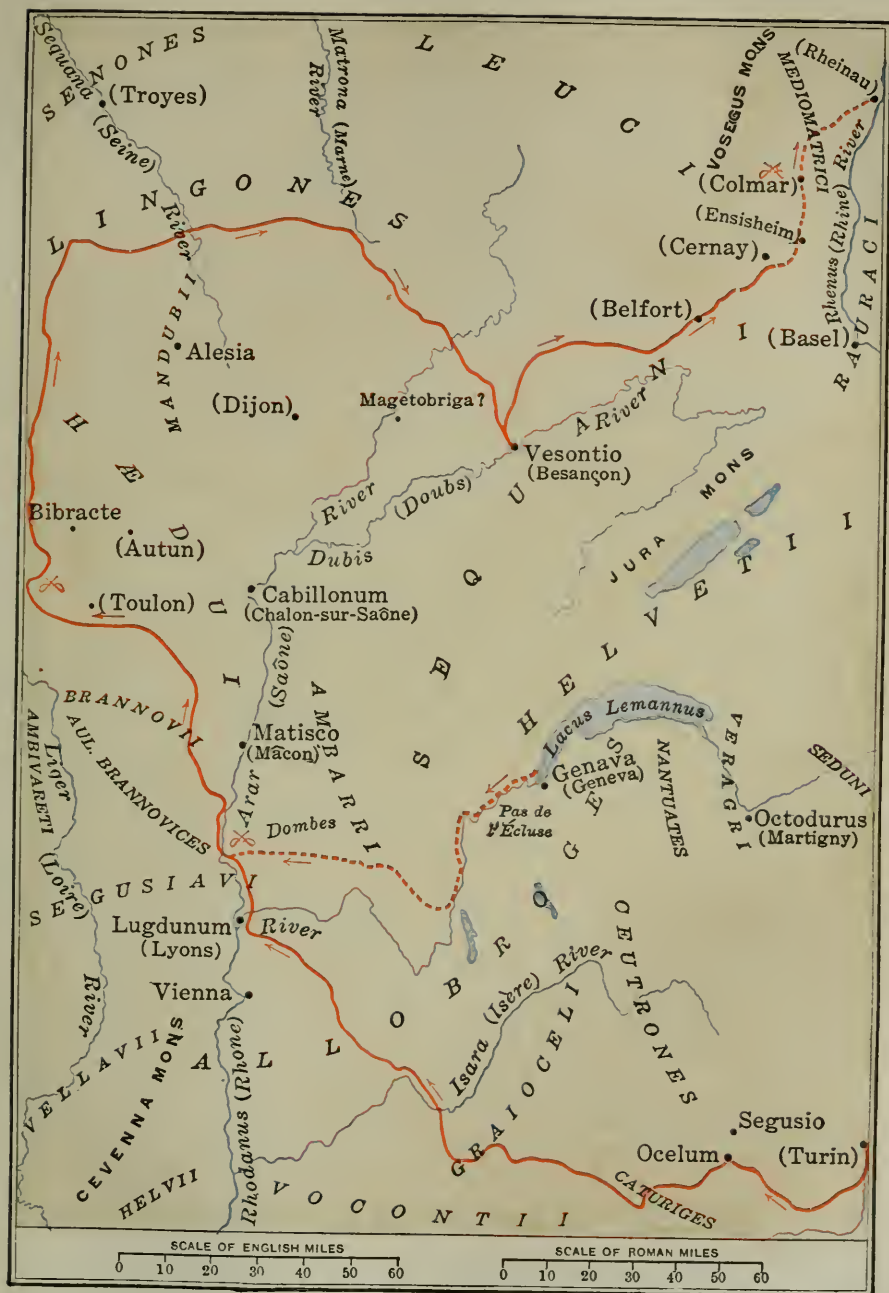 SENONES
Sequana
(Seine)
River
(Troyes)
Matrona (Marne)
River
LEUCI
VOSEGUS MONS
MEDIOMATRICI
(Rheinau)
(Colmar)
(Ensisheim)
(Cernay)
Rhenus (Rhine) River
(Belfort)
(Basel)
RAURACI
LINGONES
MANDUBII
Alesia
(Dijon)
Magetobriga?
HÆDUI
Vesontio
(Besançon)
River
(Doubs)
Dubis
River
SEQUANI
JURA MONS
Bibracte
(Autun)
(Toulon)
Cabillonum
(Chalon-sur-Saône)
HELVETII
BRANNOVII
AUL. BRANNOVICES
AMBIVARETI
Liger
(Loire)
River
Matisco
(Mâcon)
Arar
(Saône)
AMBARRI
Dombes
Lacus Lemannus
Genava
(Geneva)
Pas de
l'Écluse
NANTUATES
VERAGRI
SEDUNI
Octodurus
(Martigny)
SEGUSIAVI
Lugdunum
(Lyons)
River
Vienna
ALLOBROGES
CEUTRONES
Isara (Isère) River
GRAIOCELI
VELLAVII
CEVENNA MONS
HELVII
Rhodanus (Rhone)
VOCONTII
CATURIGES
Segusio
Ocelum
(Turin)
SCALE OF ENGLISH MILES
0 10 20 30 40 50 60
SCALE OF ROMAN MILES
0 10 20 30 40 50 60